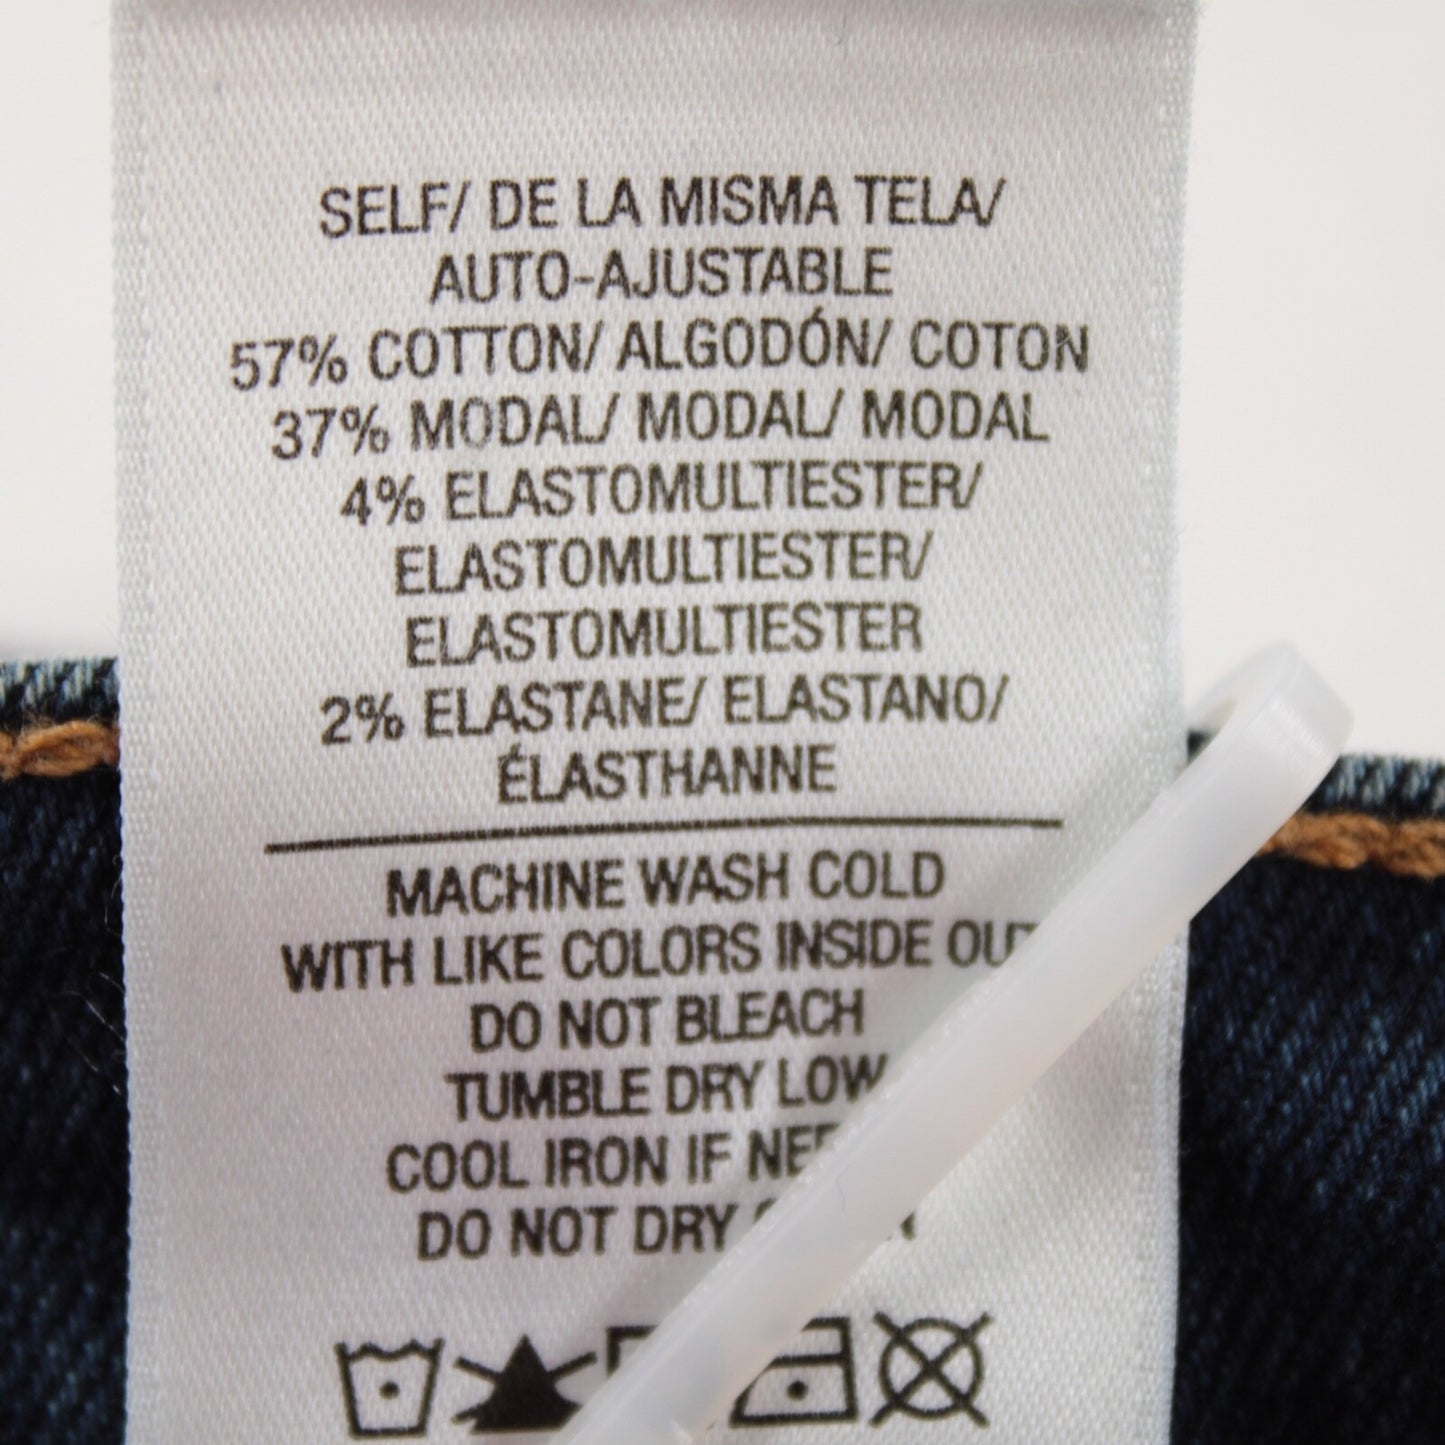 SELF/ DE LA MISMA TELA/
AUTO-AJUSTABLE
57% COTTON/ ALGODÓN/ COTON
37% MODAL/ MODAL/ MODAL
4% ELASTOMULTIESTER/
ELASTOMULTIESTER/
ELASTOMULTIESTER
2% ELASTANE/ ELASTANO/
ÉLASTHANNE
MACHINE WASH COLD
WITH LIKE COLORS INSIDE OUT
DO NOT BLEACH
TUMBLE DRY LOW
COOL IRON IF
DO NOT DRY